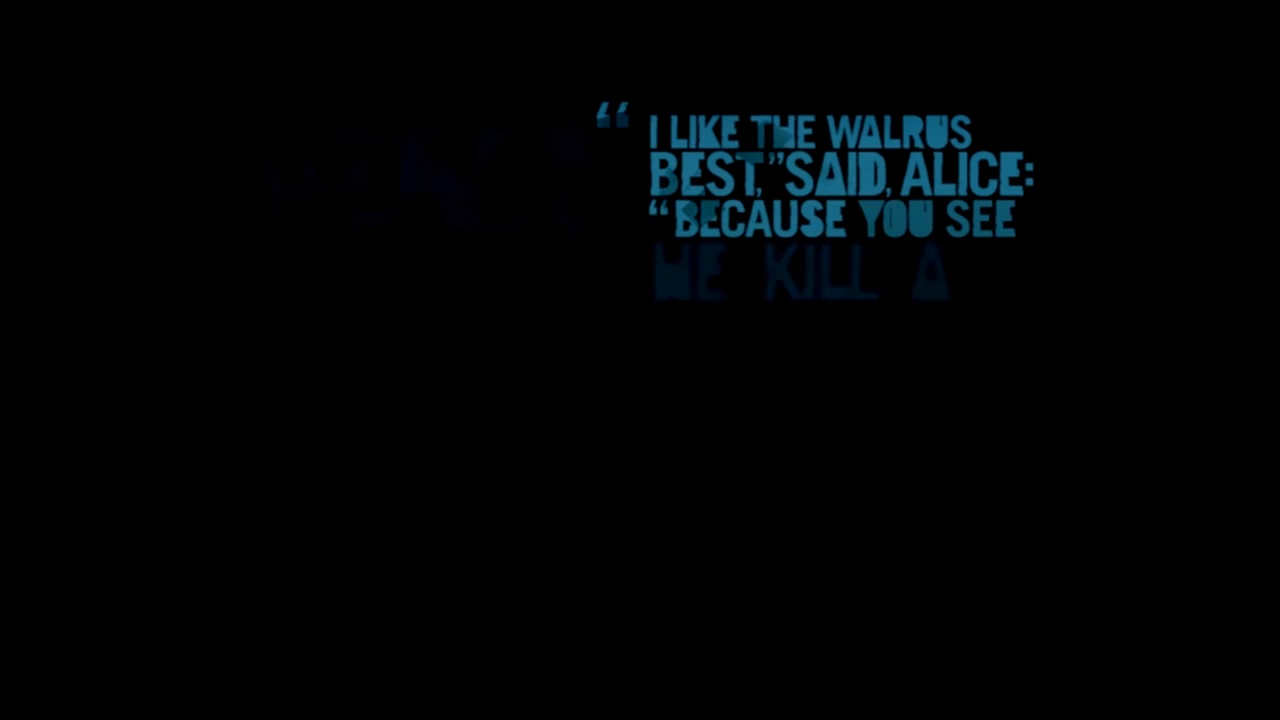 “ I LIKE THE WALRUS
BEST,” SAID, ALICE:
“BECAUSE YOU SEE
HE KILL A